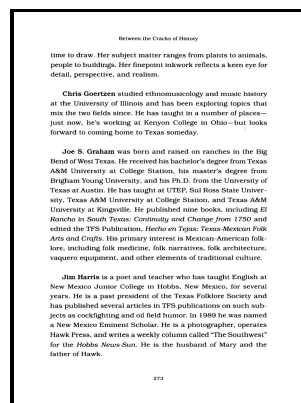 Between the Cracks of History
time to draw. Her subject matter ranges from plants to animals,
people to buildings. Her finepoint inkwork reflects a keen eye for
detail, perspective, and realism.
Chris Goertzen studied ethnomusicology and music history
at the University of Illinois and has been exploring topics that
mix the two fields since. He has taught in a number of places—
just now, he's working at Kenyon College in Ohio—but looks
forward to coming home to Texas someday.
Joe S. Graham was born and raised on ranches in the Big
Bend of West Texas. He received his bachelor's degree from Texas
A&M University at College Station, his master's degree from
Brigham Young University, and his Ph.D. from the University of
Texas at Austin. He has taught at UTEP, Sul Ross State Univer-
sity, Texas A&M University at College Station, and Texas A&M
University at Kingsville. He published nine books, including El
Rancho in South Texas: Continuity and Change from 1750 and
edited the TFS Publication, Hecho en Tejas: Texas-Mexican Folk
Arts and Crafts. His primary interest is Mexican-American folk-
lore, including folk medicine, folk narratives, folk architecture,
vaquero equipment, and other elements of traditional culture.
Jim Harris is a poet and teacher who has taught English at
New Mexico Junior College in Hobbs, New Mexico, for several
years. He is a past president of the Texas Folklore Society and
has published several articles in TFS publications on such sub-
jects as cockfighting and oil field humor. In 1989 he was named
a New Mexico Eminent Scholar. He is a photographer, operates
Hawk Press, and writes a weekly column called "The Southwest"
for the Hobbs News-Sun. He is the husband of Mary and the
father of Hawk.
273